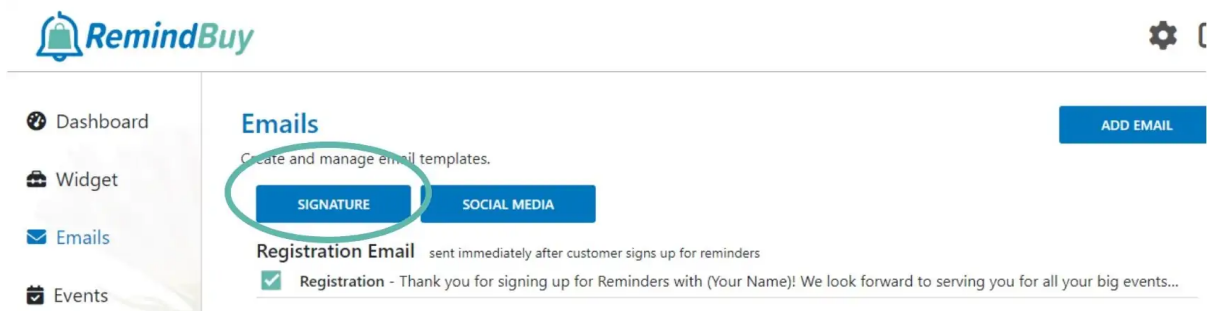 RemindBuy
Dashboard
Widget
Emails
Events
Emails
ADD EMAIL
Create and manage email templates.
SIGNATURE
SOCIAL MEDIA
Registration Email sent immediately after customer signs up for reminders
Registration - Thank you for signing up for Reminders with (Your Name)! We look forward to serving you for all your big events...